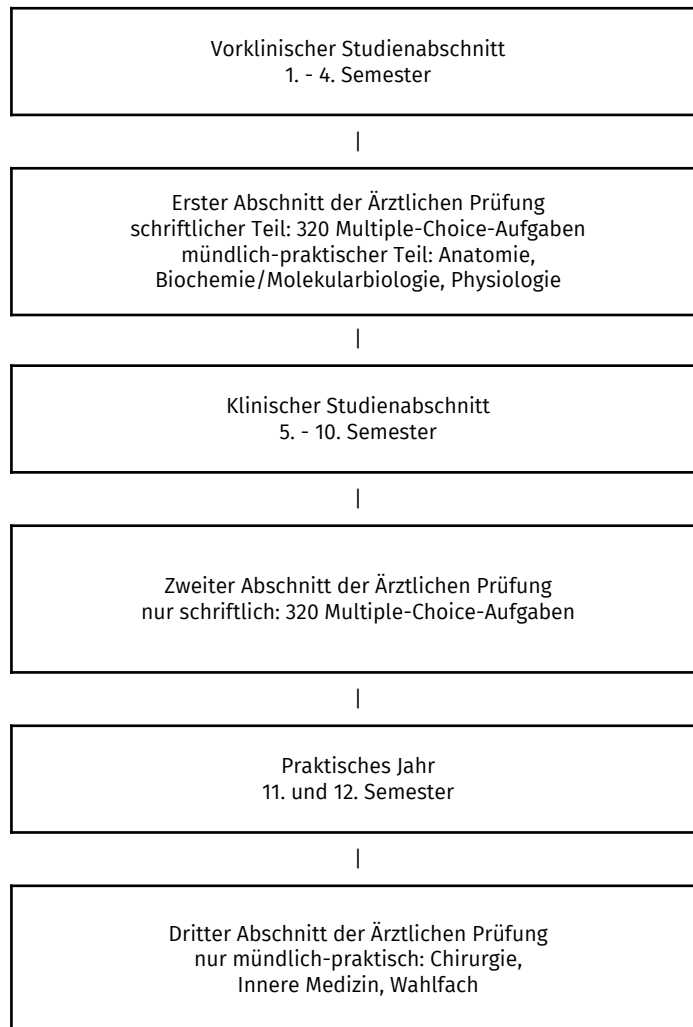 Vorklinischer Studienabschnitt
1. - 4. Semester
|
Erster Abschnitt der Ärztlichen Prüfung
schriftlicher Teil: 320 Multiple-Choice-Aufgaben
mündlich-praktischer Teil: Anatomie,
Biochemie/Molekularbiologie, Physiologie
|
Klinischer Studienabschnitt
5. - 10. Semester
|
Zweiter Abschnitt der Ärztlichen Prüfung
nur schriftlich: 320 Multiple-Choice-Aufgaben
|
Praktisches Jahr
11. und 12. Semester
|
Dritter Abschnitt der Ärztlichen Prüfung
nur mündlich-praktisch: Chirurgie,
Innere Medizin, Wahlfach